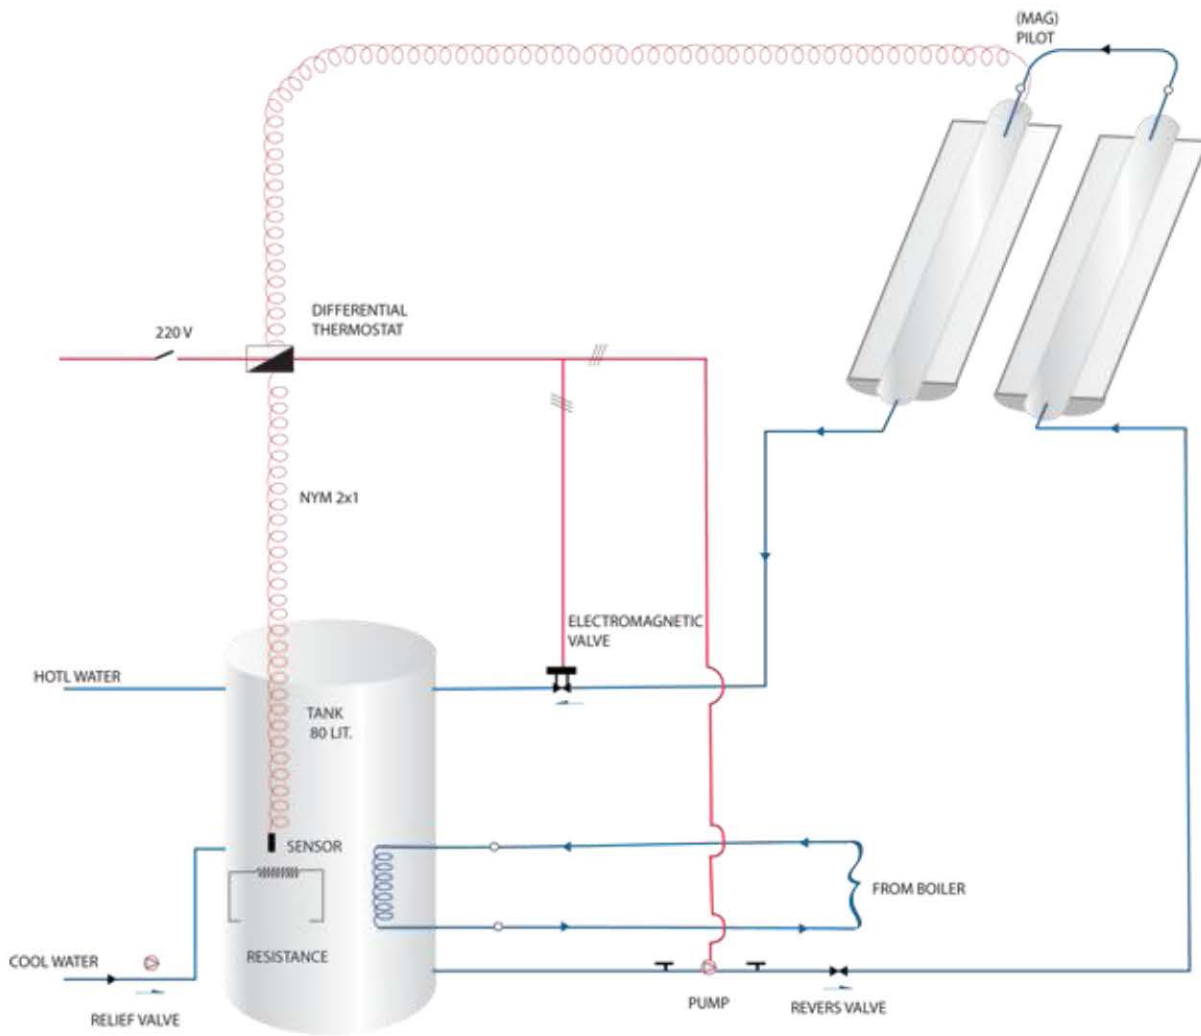 (MAG)
PILOT
DIFFERENTIAL
THERMOSTAT
220 V
NYM 2x1
ELECTROMAGNETIC
VALVE
HOTL WATER
TANK
80 LIT.
SENSOR
FROM BOILER
RESISTANCE
COOL WATER
PUMP
REVERS VALVE
RELIEF VALVE